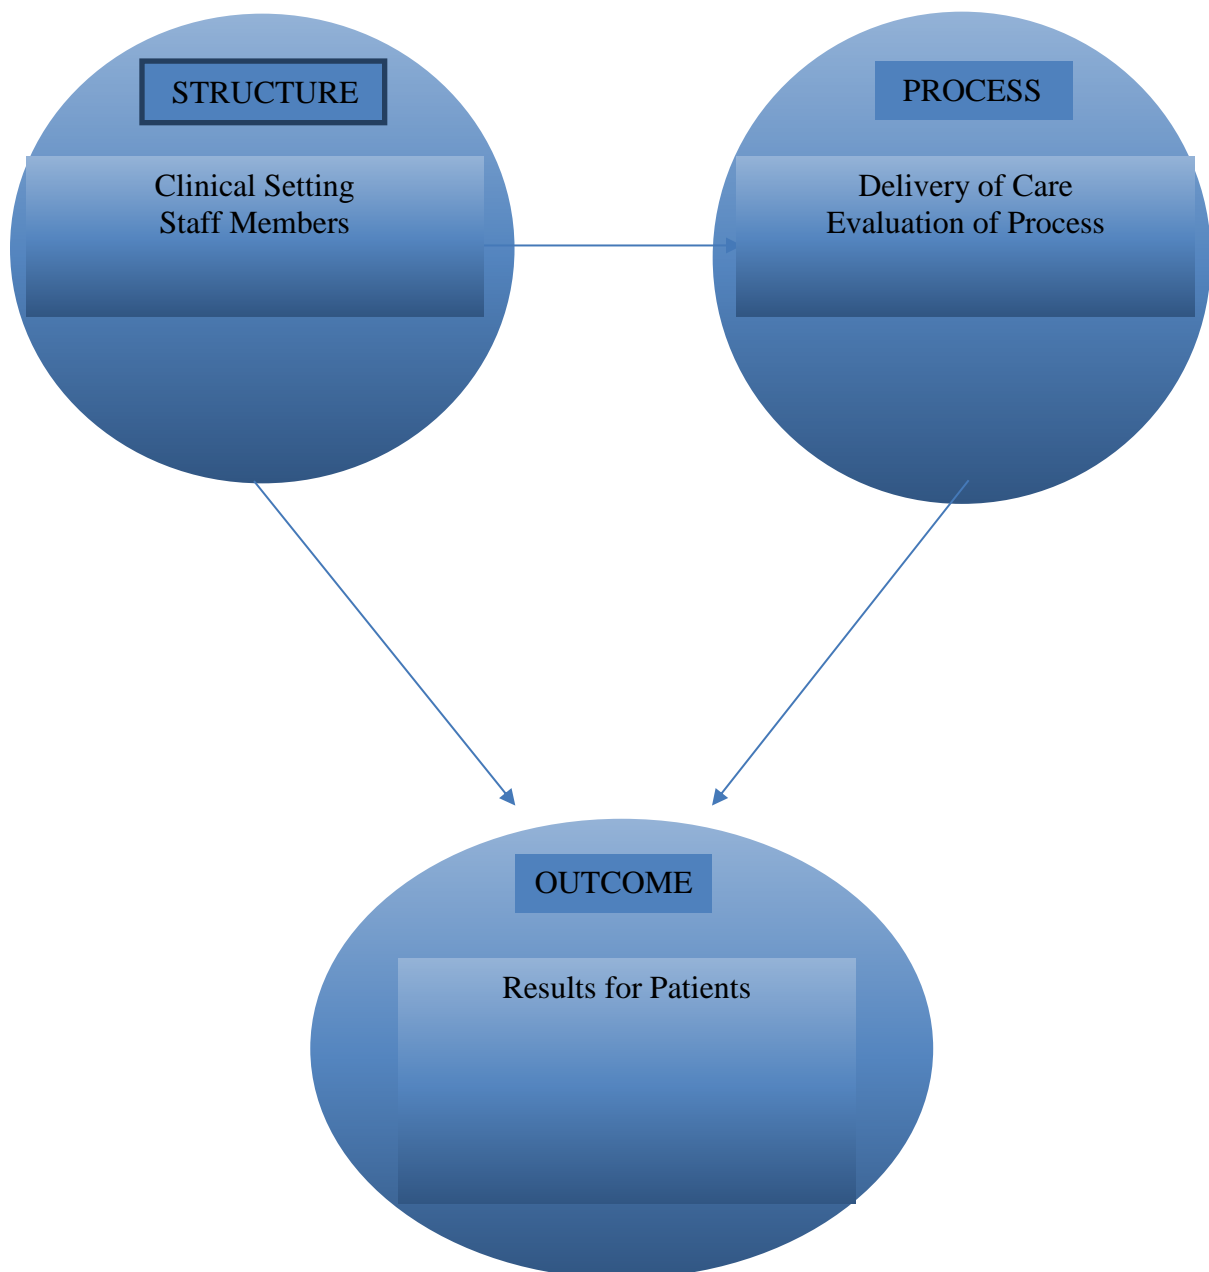 STRUCTURE
Clinical Setting
Staff Members
PROCESS
Delivery of Care
Evaluation of Process
OUTCOME
Results for Patients